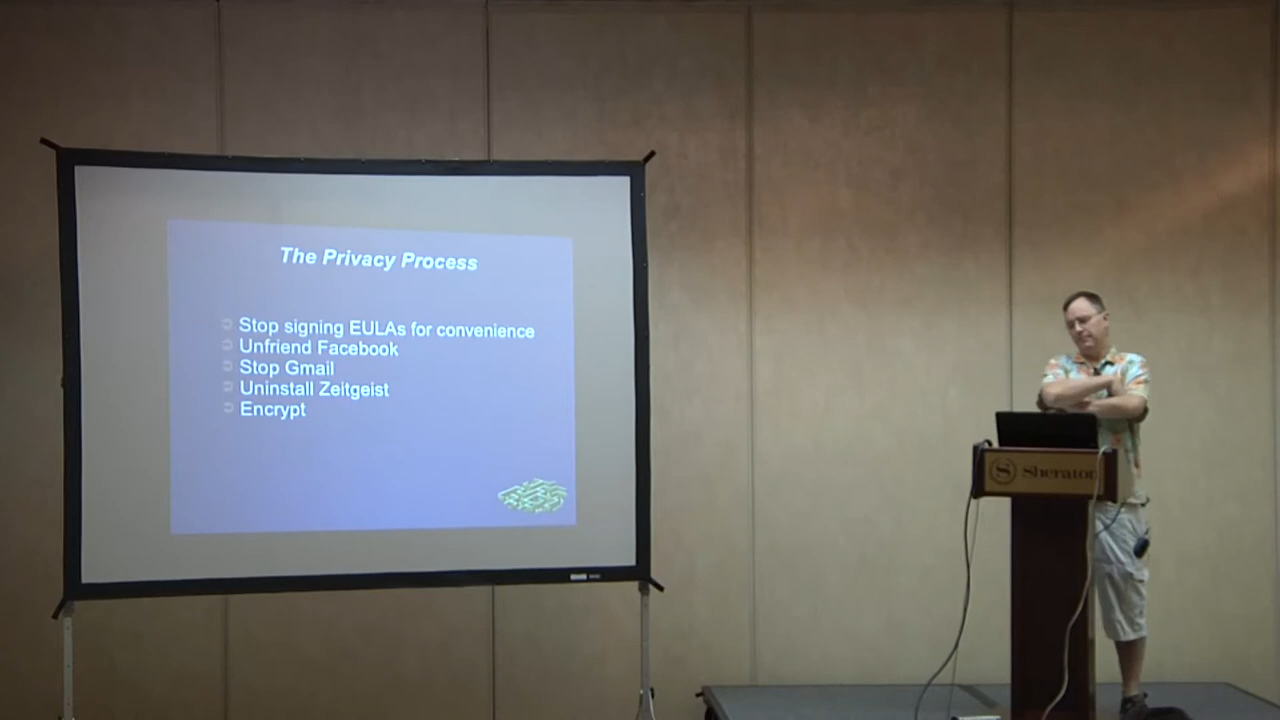 The Privacy Process
Stop signing EULAs for convenience
Unfriend Facebook
Stop Gmail
Uninstall Zeitgeist
Encrypt
S Sheraton